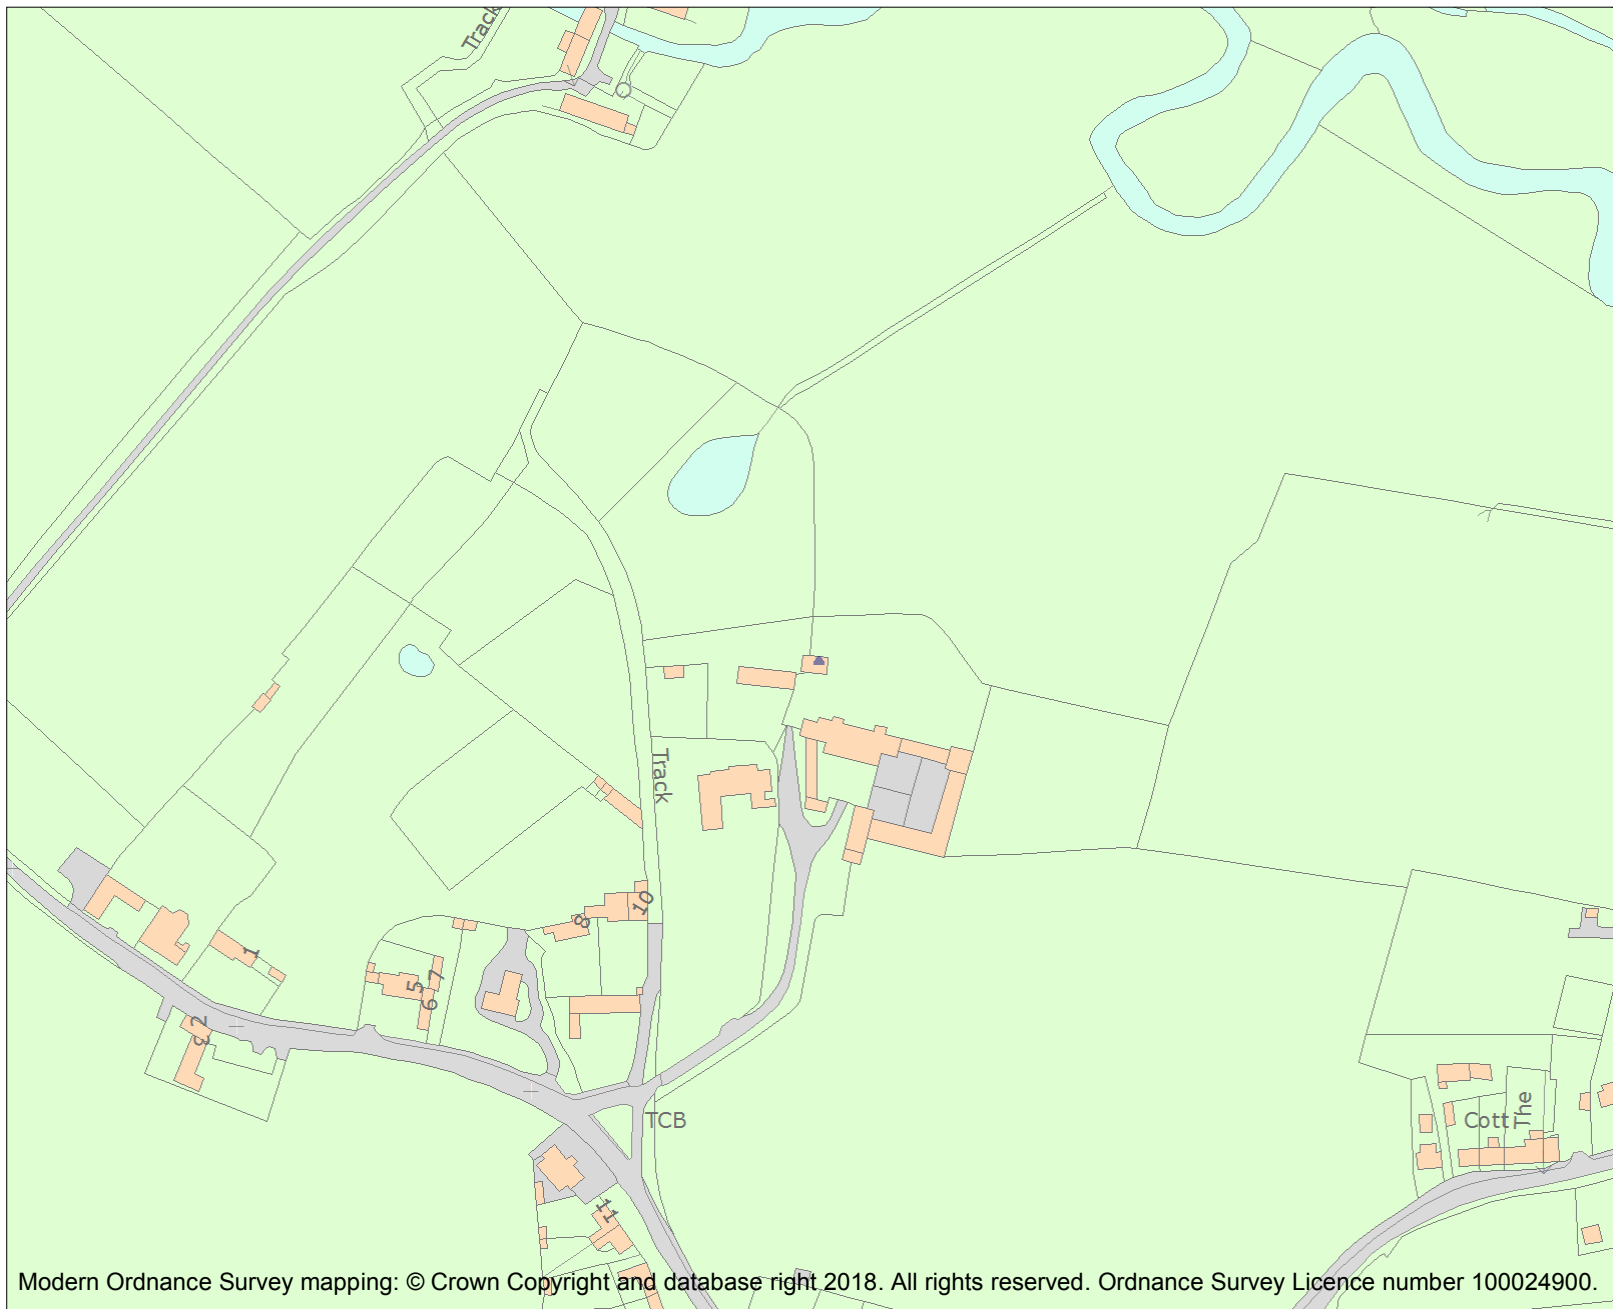 Track
Track
10
8
1
7
5
6
2
3
TCB
The
Cott
11
Modern Ordnance Survey mapping: © Crown Copyright and database right 2018. All rights reserved. Ordnance Survey Licence number 100024900.